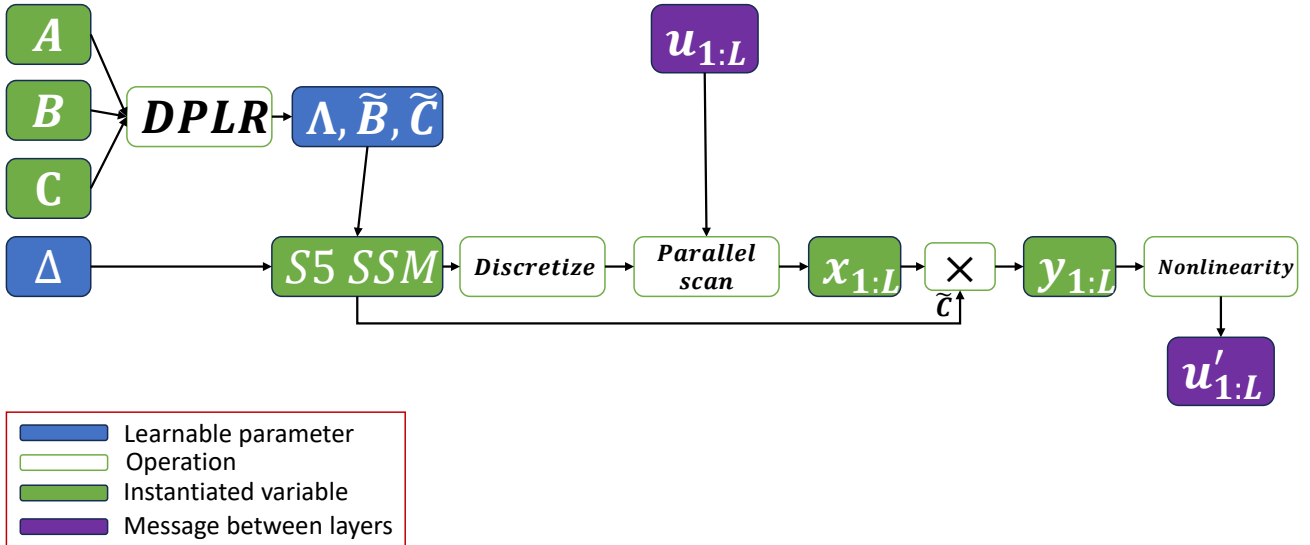 A
B
C
DPLR
Λ, B̃, C̃
u₁:L
Δ
S5 SSM
Discretize
Parallel
scan
x₁:L
×
C̃
y₁:L
Nonlinearity
u′₁:L
Learnable parameter
Operation
Instantiated variable
Message between layers